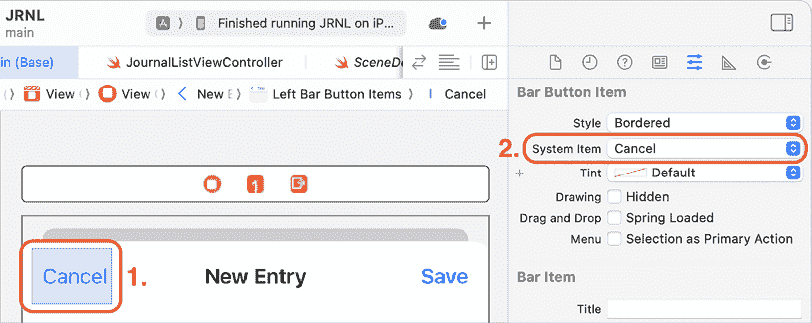 JRNL
main
Finished running JRNL on iP...
in (Base)
JournalListViewController
SceneDe
View
View
New E
Left Bar Button Items
Cancel
1
Cancel
1.
New Entry
Save
Bar Button Item
Style Bordered
2. System Item Cancel
+ Tint Default
Drawing Hidden
Drag and Drop Spring Loaded
Menu Selection as Primary Action
Bar Item
Title